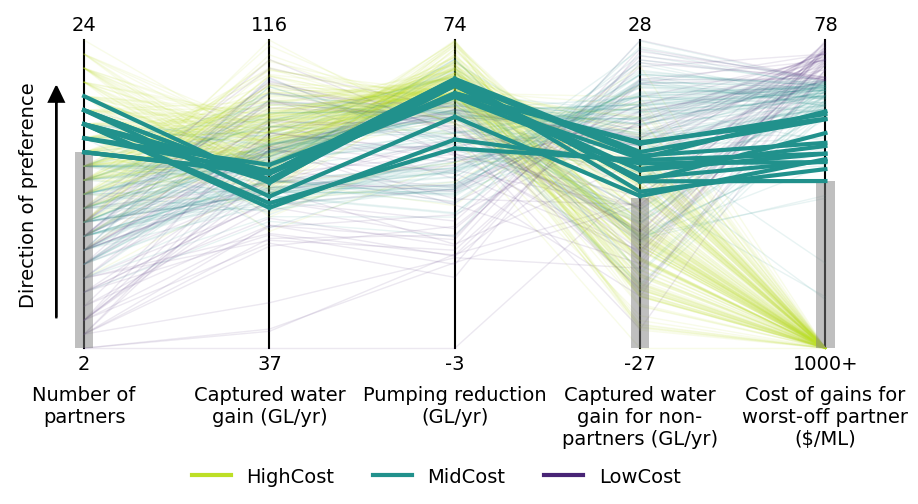 24 116 74 28 78
Direction of preference
2 37 -3 -27 1000+
Number of
partners
Captured water
gain (GL/yr)
Pumping reduction
(GL/yr)
Captured water
gain for non-
partners (GL/yr)
Cost of gains for
worst-off partner
($/ML)
HighCost MidCost LowCost